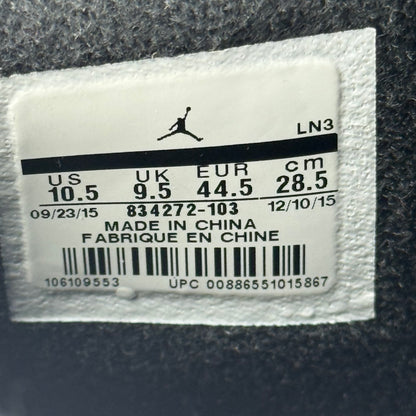 LN3
US UK EUR cm
10.5 9.5 44.5 28.5
09/23/15 834272-103 12/10/15
MADE IN CHINA
FABRIQUE EN CHINE
106109553 UPC 00886551015867